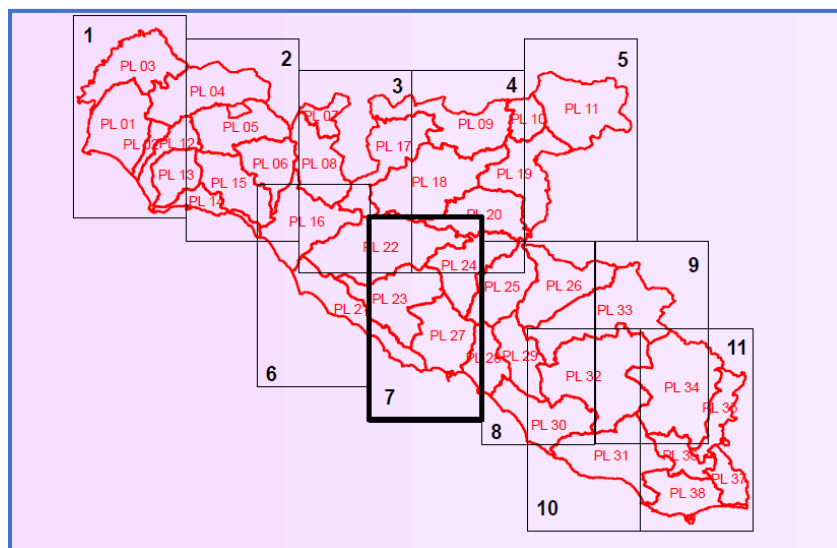 1
2
3
4
5
PL 03
PL 04
PL 01
PL 02
PL 12
PL 05
PL 07
PL 17
PL 09
PL 10
PL 11
PL 13
PL 15
PL 06
PL 08
PL 18
PL 19
PL 14
PL 16
PL 20
PL 22
PL 24
PL 25
PL 26
9
PL 2
PL 23
PL 27
PL 33
6
7
8
PL 28
PL 29
PL 32
PL 34
11
PL 35
PL 30
PL 31
PL 36
PL 37
PL 38
10